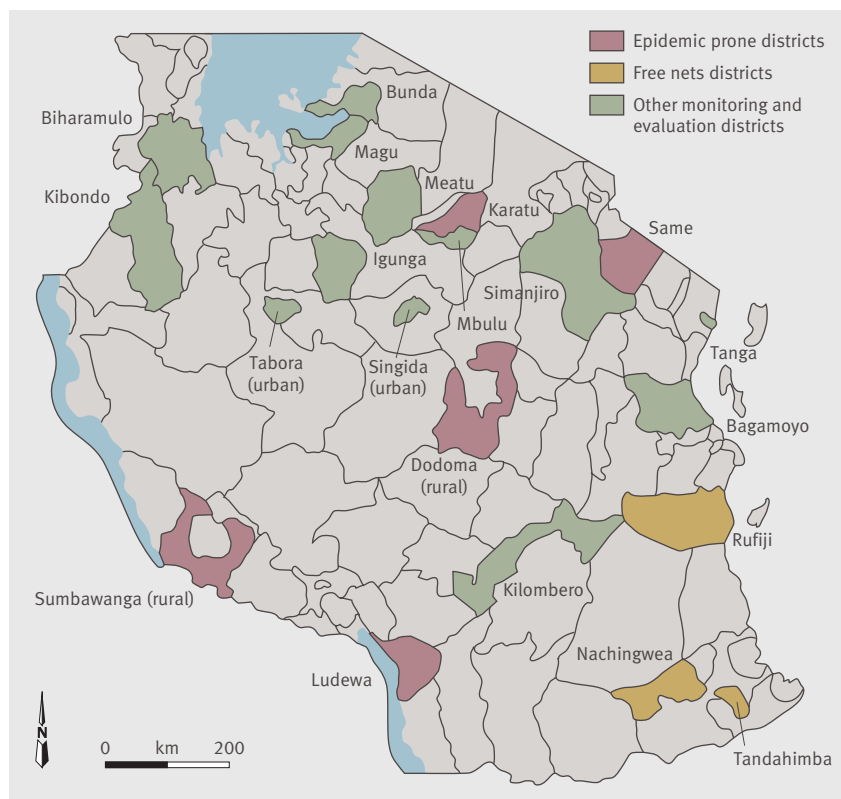 Epidemic prone districts
Free nets districts
Other monitoring and
evaluation districts
Bunda
Biharamulo
Magu
Meatu
Kibondo
Karatu
Same
Igunga
Simanjiro
Mbulu
Tabora
(urban)
Singida
(urban)
Tanga
Bagamoyo
Dodoma
(rural)
Rufiji
Kilombero
Sumbawanga (rural)
Nachingwea
Ludewa
N
0 km 200
Tandahimba